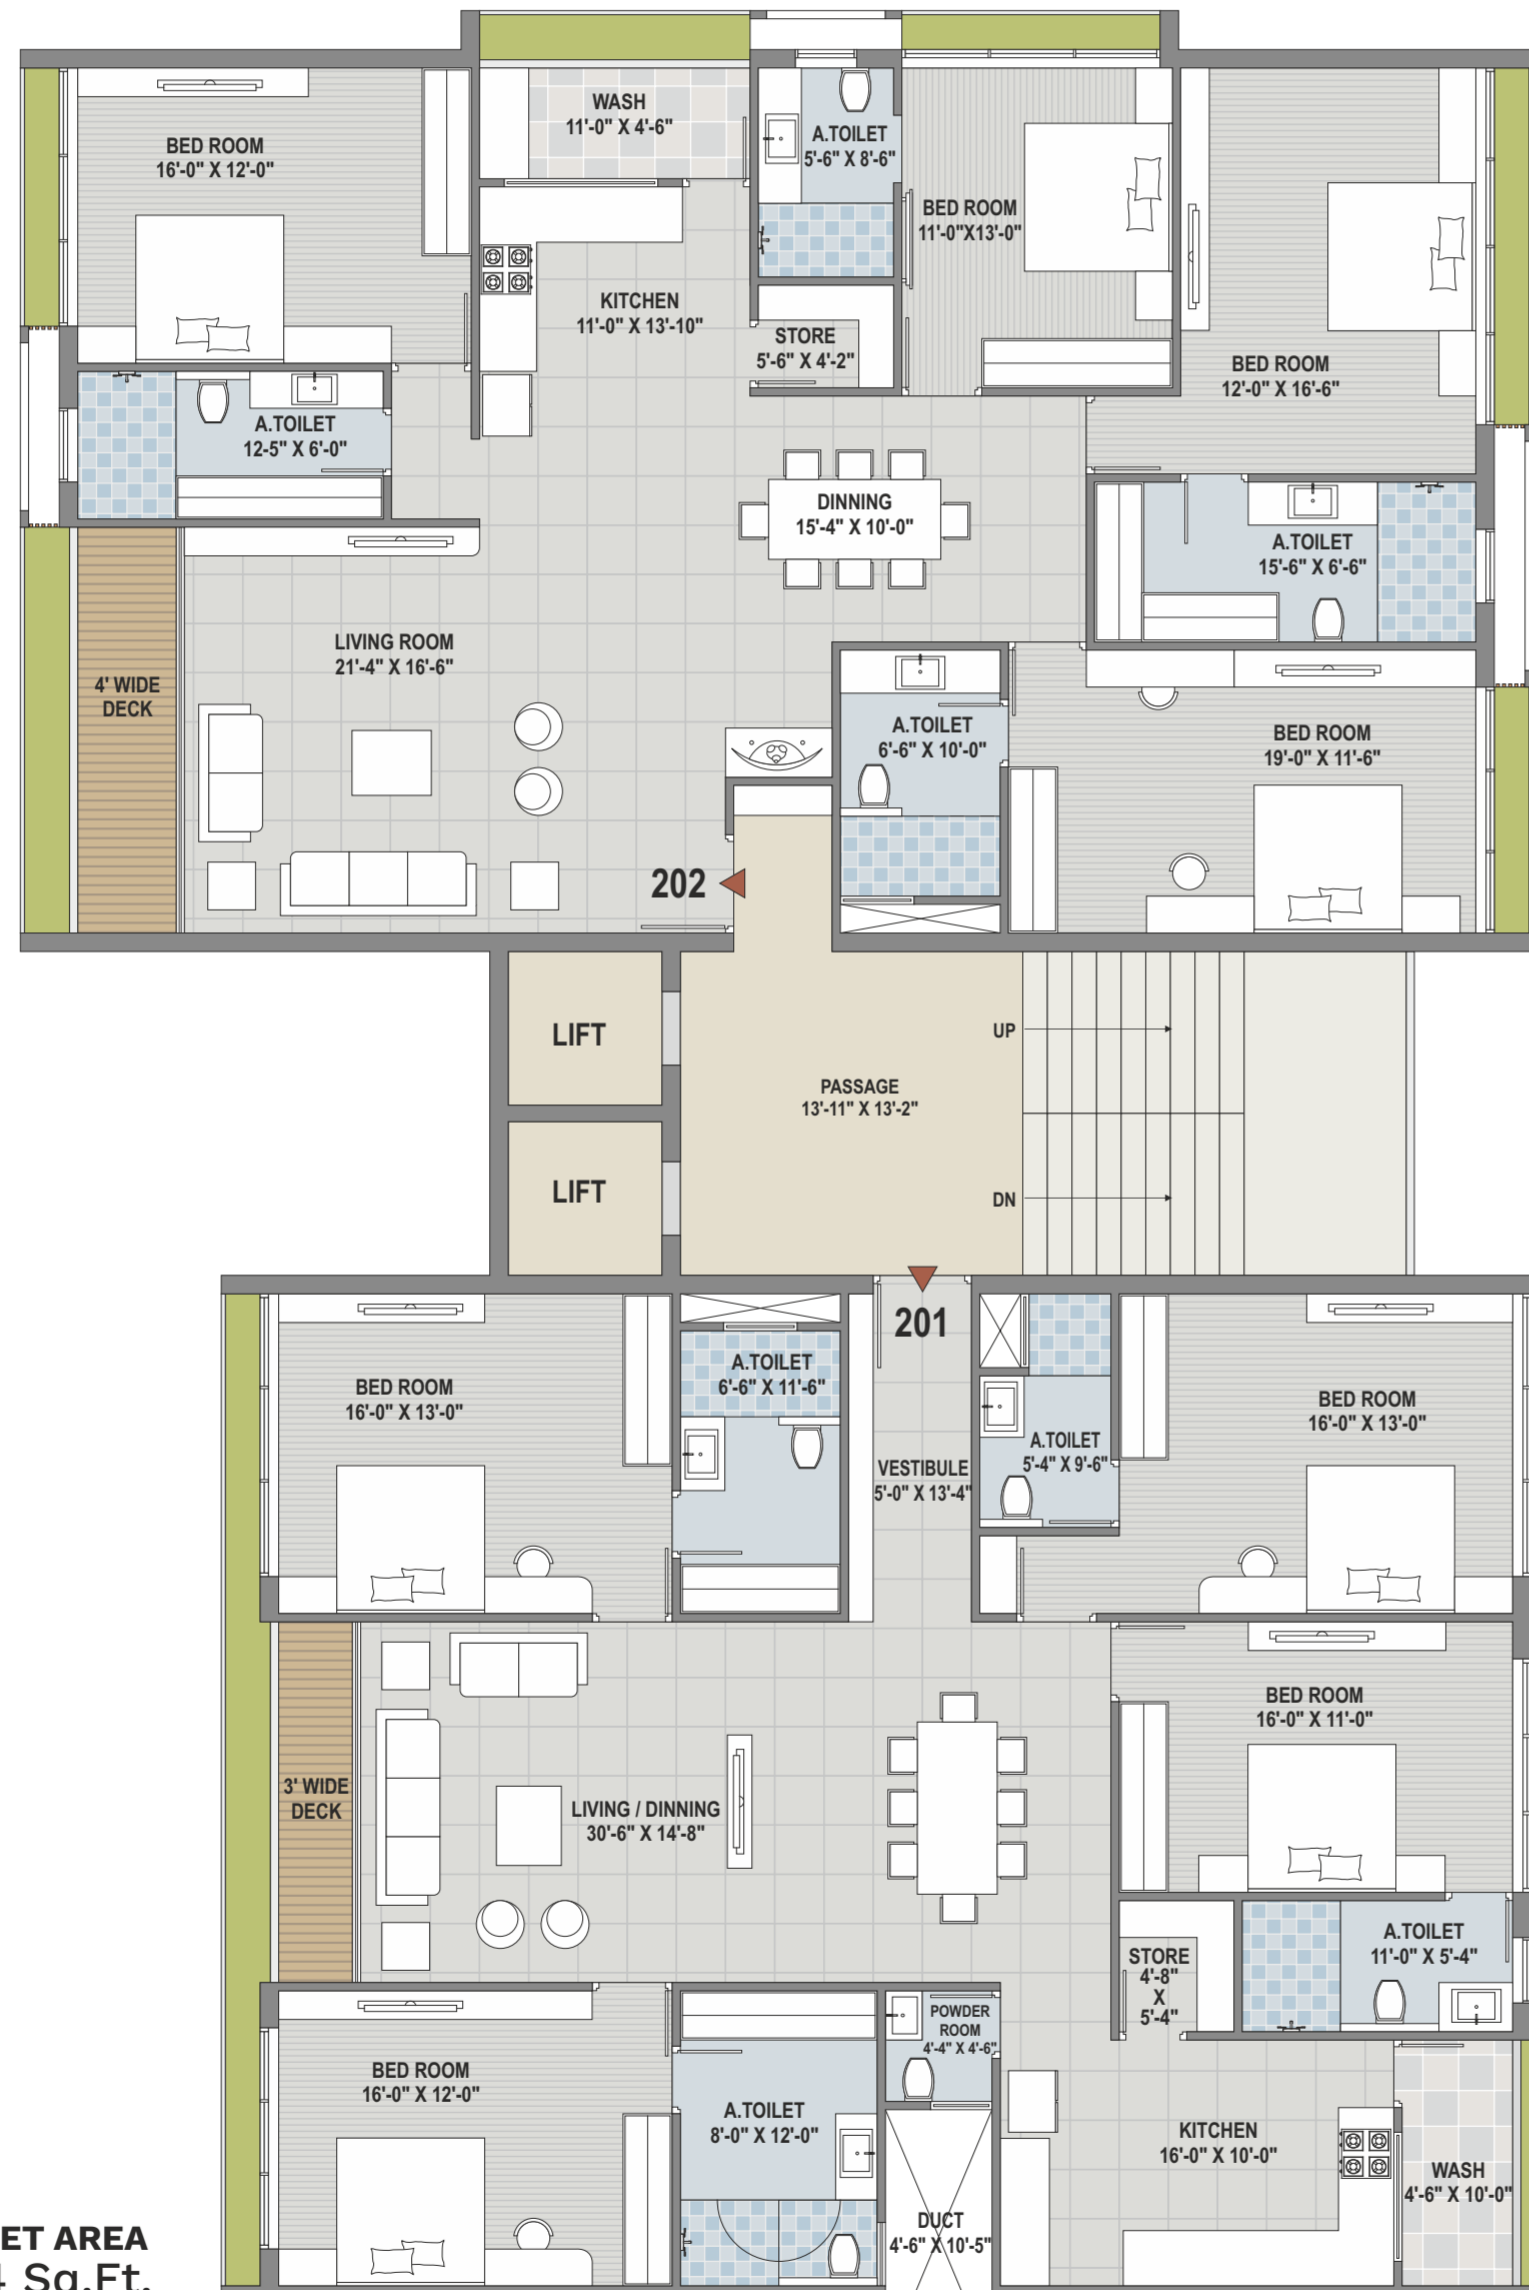 WASH
11'-0" X 4'-6"
BED ROOM
16'-0" X 12'-0"
A.TOILET
5'-6" X 8'-6"
BED ROOM
11'-0"X13'-0"
KITCHEN
11'-0" X 13'-10"
STORE
5'-6" X 4'-2"
BED ROOM
12'-0" X 16'-6"
A.TOILET
12-5" X 6'-0"
DINNING
15'-4" X 10'-0"
A.TOILET
15'-6" X 6'-6"
LIVING ROOM
21'-4" X 16'-6"
4' WIDE
DECK
A.TOILET
6'-6" X 10'-0"
BED ROOM
19'-0" X 11'-6"
202
LIFT
UP
PASSAGE
13'-11" X 13'-2"
LIFT
DN
201
A.TOILET
6'-6" X 11'-6"
BED ROOM
16'-0" X 13'-0"
BED ROOM
16'-0" X 13'-0"
A.TOILET
5'-4" X 9'-6"
VESTIBULE
5'-0" X 13'-4"
BED ROOM
16'-0" X 11'-0"
3' WIDE
DECK
LIVING / DINNING
30'-6" X 14'-8"
A.TOILET
11'-0" X 5'-4"
STORE
4'-8"
X
5'-4"
POWDER
ROOM
4'-4" X 4'-6"
BED ROOM
16'-0" X 12'-0"
A.TOILET
8'-0" X 12'-0"
KITCHEN
16'-0" X 10'-0"
WASH
4'-6" X 10'-0"
DUCT
4'-6" X 10'-5"
AREA
Sq.Ft.